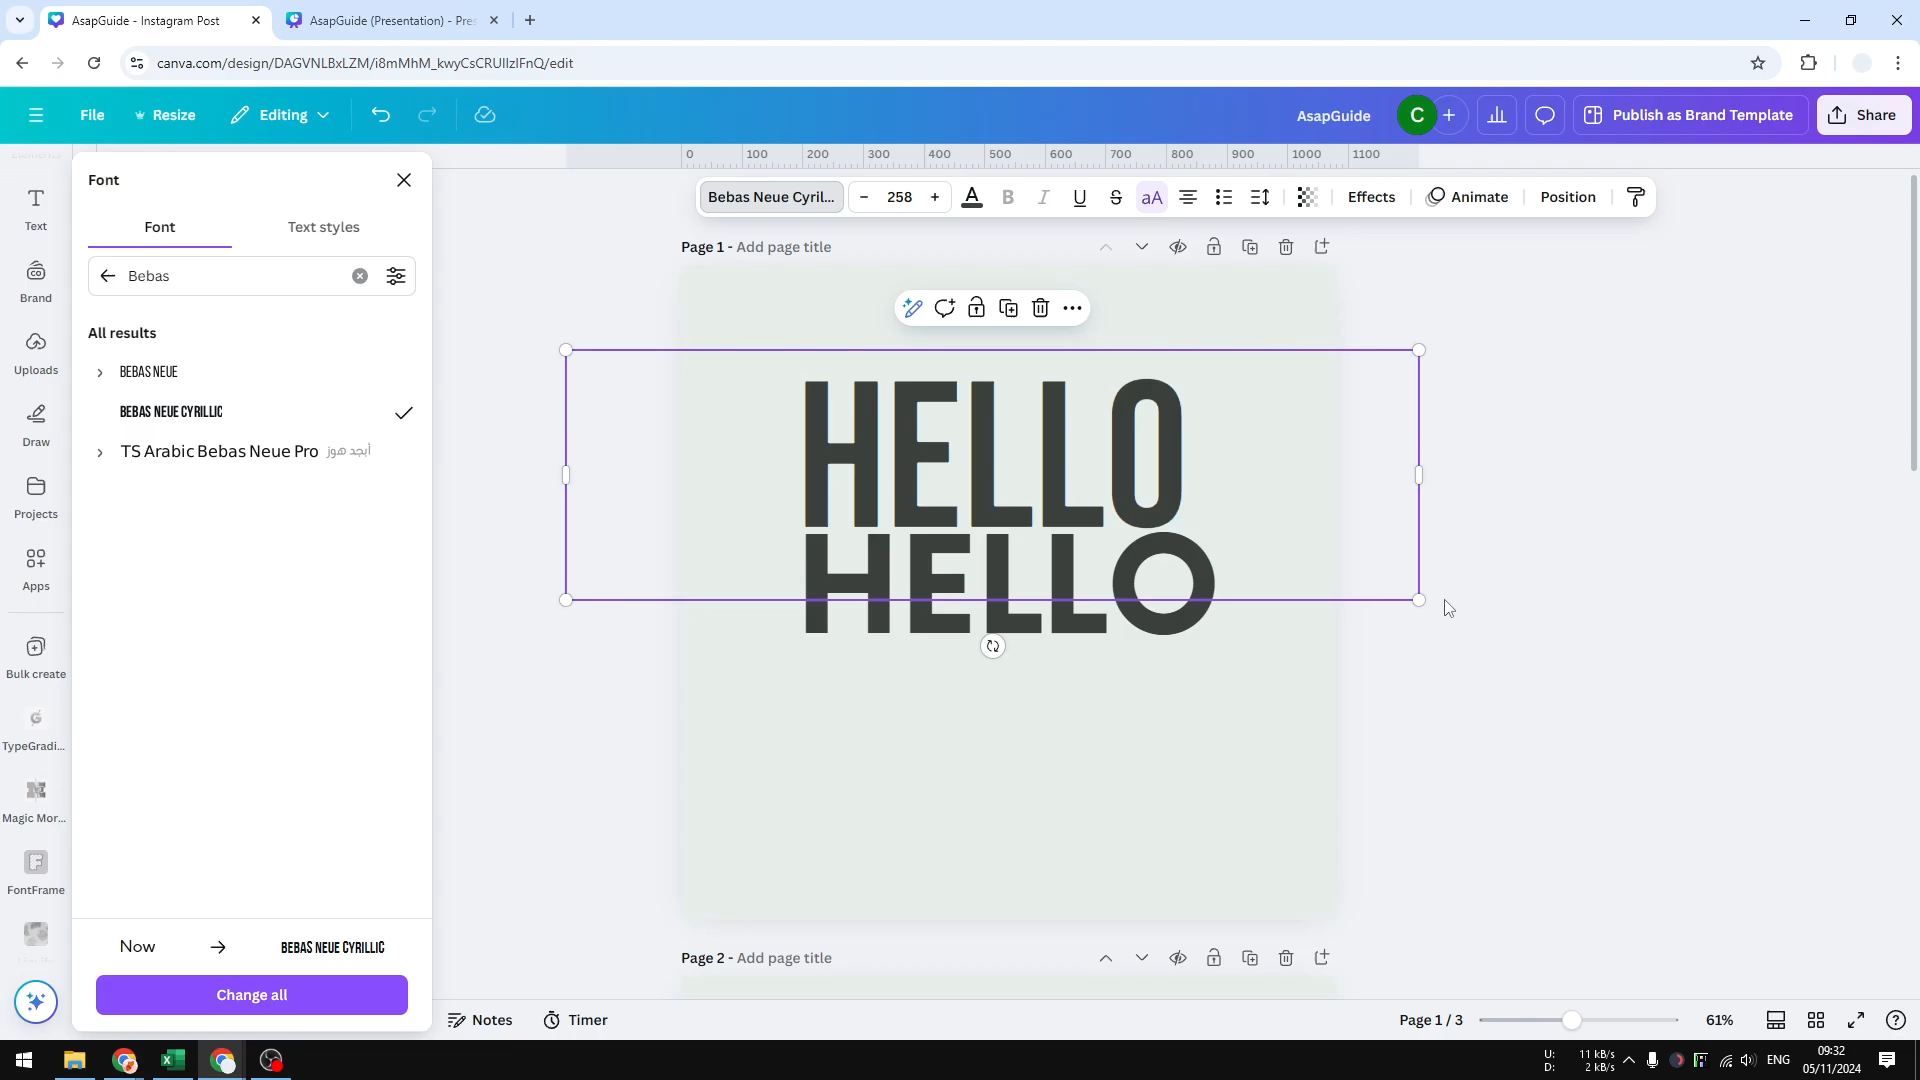 AsapGuide - Instagram Post
AsapGuide (Presentation) - Pre
canva.com/design/DAGVNLBxLZM/i8mMhM_kwyCsCRUIlzIFnQ/edit
File
Resize
Editing
AsapGuide
C
Publish as Brand Template
Share
Font
Font
Text styles
Bebas
All results
BEBAS NEUE
BEBAS NEUE CYRILLIC
TS Arabic Bebas Neue Pro أبجد هوز
Now
BEBAS NEUE CYRILLIC
Change all
Text
Brand
Uploads
Draw
Projects
Apps
Bulk create
TypeGradi...
Magic Mor...
FontFrame
0 100 200 300 400 500 600 700 800 900 1000 1100
Bebas Neue Cyril...
- 258 +
A B I U S aA
Effects
Animate
Position
Page 1 - Add page title
HELLO
HELLO
Page 2 - Add page title
Notes
Timer
Page 1 / 3
61%
U: 11 kB/s
D: 2 kB/s
ENG
09:32
05/11/2024